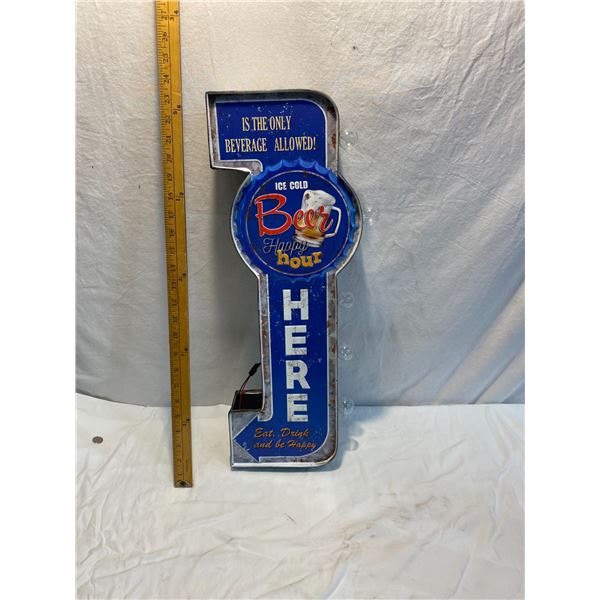 IS THE ONLY
BEVERAGE ALLOWED!
ICE COLD
Beer
Happy
hour
HERE
Eat, Drink
and be Happy